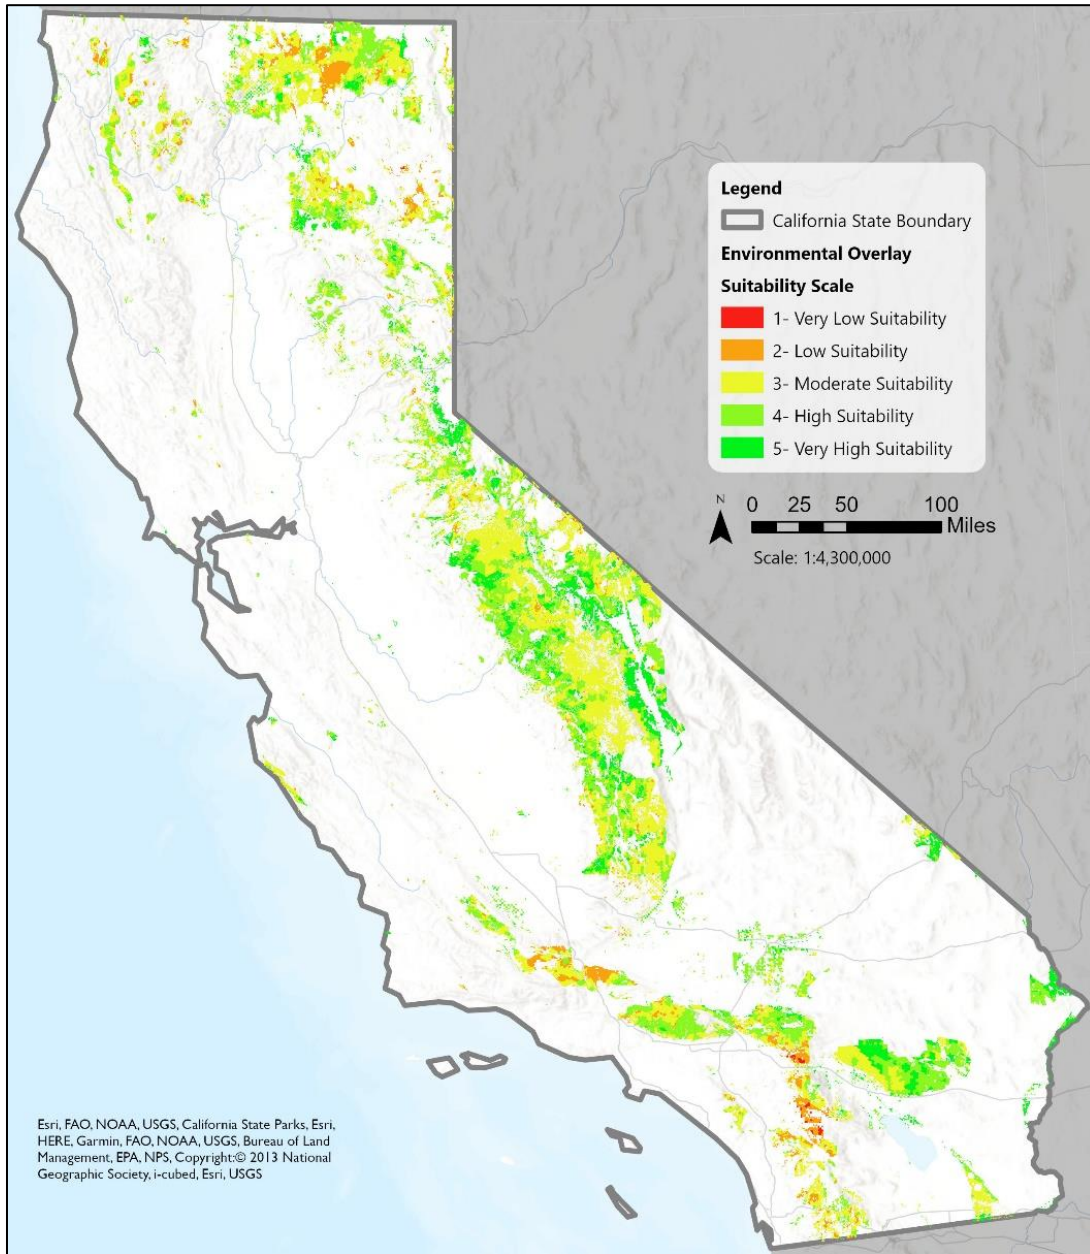 Legend
California State Boundary
Environmental Overlay
Suitability Scale
1- Very Low Suitability
2- Low Suitability
3- Moderate Suitability
4- High Suitability
5- Very High Suitability
N
0 25 50 100
Miles
Scale: 1:4,300,000
Esri, FAO, NOAA, USGS, California State Parks, Esri,
HERE, Garmin, FAO, NOAA, USGS, Bureau of Land
Management, EPA, NPS, Copyright:© 2013 National
Geographic Society, i-cubed, Esri, USGS